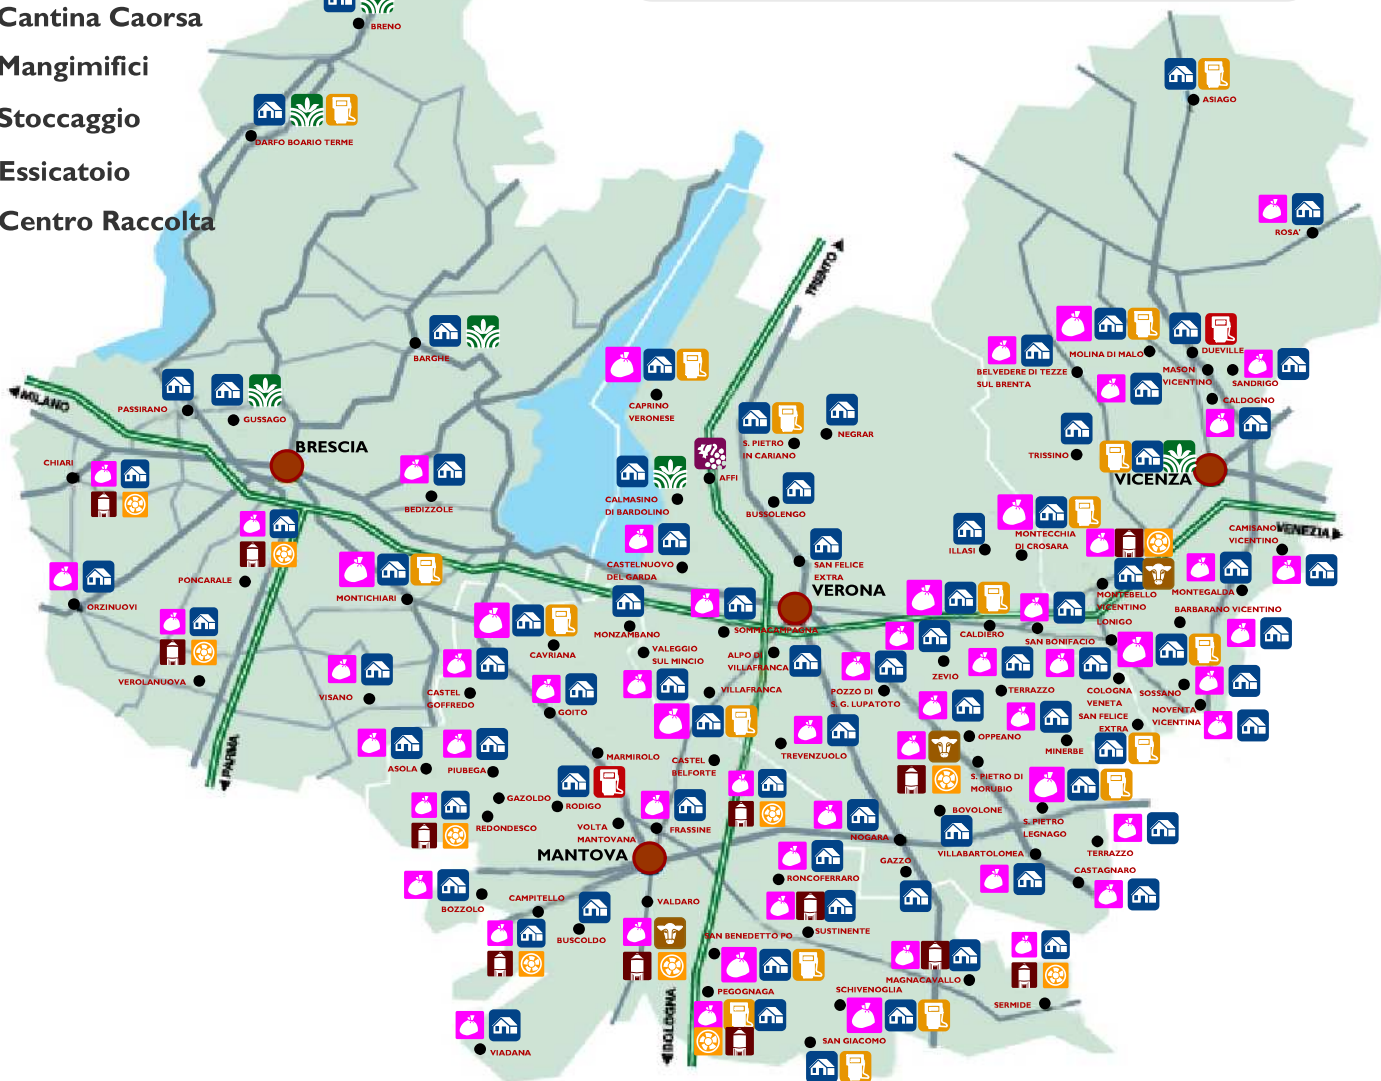 Cantina Caorsa
Mangimifici
Stoccaggio
Essicatoio
Centro Raccolta
BRENO
DARFO BOARIO TERME
ASIAGO
ROSA'
TRENTO
BARGHE
MILANO
PASSIRANO
GUSSAGO
BRESCIA
CHIARI
BEDIZZOLE
CAPRINO
VERONESE
S. PIETRO
IN CARIANO
NEGRAR
AFFI
CALMASINO
DI BARDOLINO
BUSSOLENGO
BELVEDERE DI TEZZE
SUL BRENTA
MOLINA DI MALO
DUEVILLE
MASON
VICENTINO
SANDRIGO
CALDOGNO
TRISSINO
VICENZA
VENEZIA
CAMISANO
VICENTINO
ILLASI
MONTECCHIA
DI CROSARA
PONCARALE
ORZINUOVI
MONTICHIARI
CASTELNUOVO
DEL GARDA
SAN FELICE
EXTRA
VERONA
MONTEBELLO
VICENTINO
MONTEGALDA
BARBARANO VICENTINO
LONIGO
VEROLANUOVA
VISANO
CAVRIANA
MONZAMBANO
SOMMACAMPAGNA
VALEGGIO
SUL MINCIO
ALPO DI
VILLAFRANCA
VILLAFRANCA
CALDIERO
SAN BONIFACIO
ZEVIO
POZZO DI
S. G. LUPATOTO
TERRAZZO
COLOGNA
VENETA
SOSSANO
NOVENTA
VICENTINA
SAN FELICE
EXTRA
CASTEL
GOFFREDO
GOITO
ASOLA
PIUBEGA
MARMIROLO
CASTEL
BELFORTE
TREVENZUOLO
OPPEANO
MINERBE
S. PIETRO DI
MORUBIO
PARMA
GAZOLDO
REDONDESCO
RODIGO
VOLTA
MANTOVANA
FRASSINE
MANTOVA
NOGARA
BOVOLONE
S. PIETRO
LEGNAGO
GAZZO
VILLABARTOLOMEA
TERRAZZO
CASTAGNARO
BOZZOLO
CAMPITELLO
BUSCOLDO
VALDARO
RONCOFERRARO
SUSTINENTE
SAN BENEDETTO PO
PEGOGNAGA
MAGNACAVALLO
SCHIVENOGLIA
SERMIDE
SAN GIACOMO
VIADANA
BOLOGNA